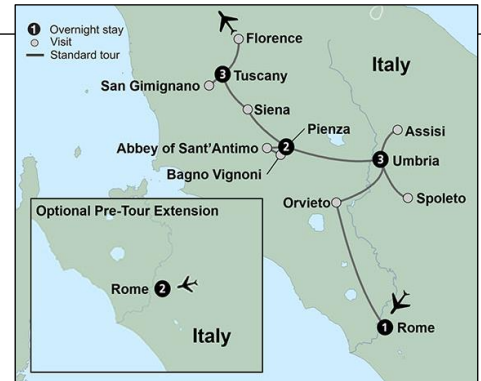 1 Overnight stay
Visit
Standard tour
Florence
Italy
3 Tuscany
San Gimignano
Siena
Pienza
2
Assisi
Abbey of Sant'Antimo
3 Umbria
Bagno Vignoni
Spoleto
Orvieto
Optional Pre-Tour Extension
Rome 2
Italy
1 Rome